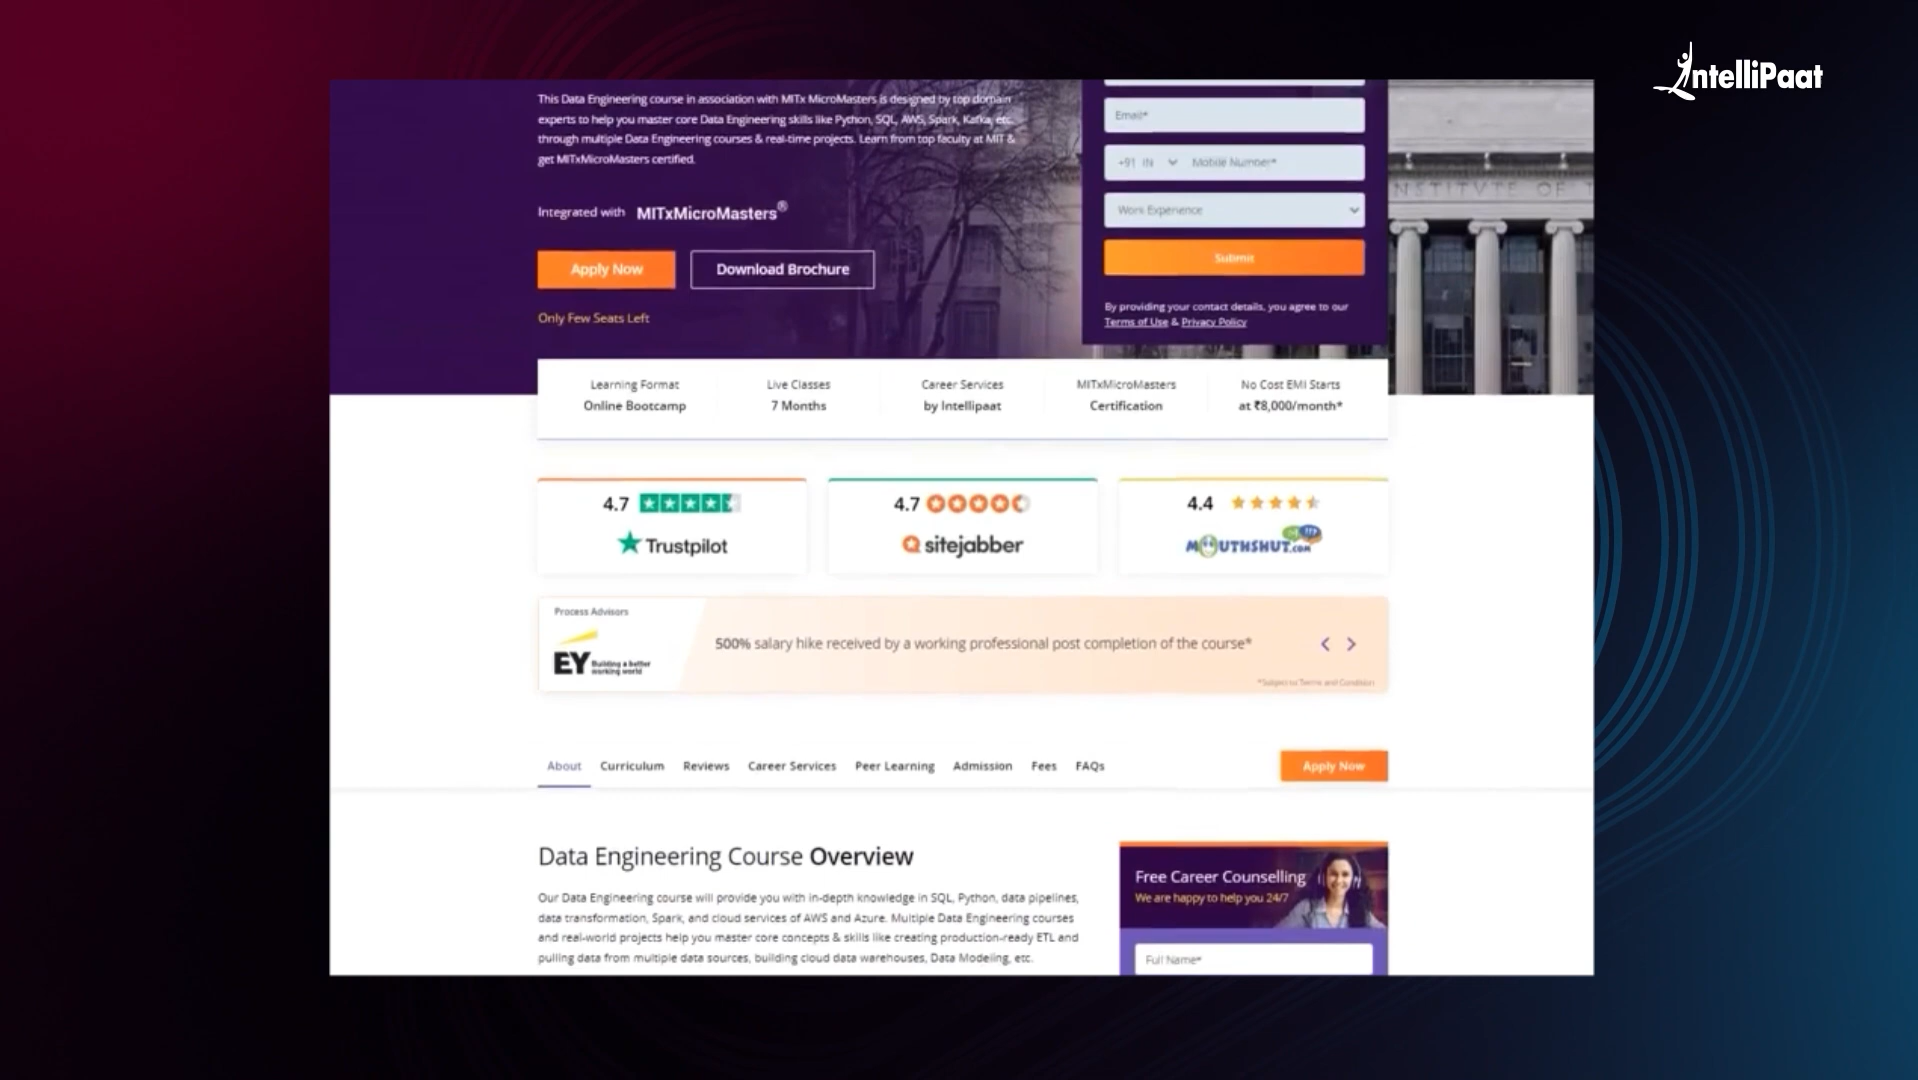 IntelliPaat
This Data Engineering course in association with MITx MicroMasters is designed by top domain
experts to help you master core Data Engineering skills like Python, SQL, AWS, Spark, Kafka, etc.
through multiple Data Engineering courses & real-time projects. Learn from top faculty at MIT &
get MITxMicroMasters certified.
Integrated with MITxMicroMasters®
Apply Now
Download Brochure
Only Few Seats Left
Email*
+91 IN
Mobile Number*
Work Experience
Submit
By providing your contact details, you agree to our
Terms of Use & Privacy Policy
NSTITVTE OF T
Learning Format
Online Bootcamp
Live Classes
7 Months
Career Services
by Intellipaat
MITxMicroMasters
Certification
No Cost EMI Starts
at ₹8,000/month*
4.7
Trustpilot
4.7
sitejabber
4.4
MOUTHSHUT.COM
Process Advisors
EY Building a better
working world
500% salary hike received by a working professional post completion of the course*
*Subject to Terms and Condition
About
Curriculum
Reviews
Career Services
Peer Learning
Admission
Fees
FAQs
Apply Now
Data Engineering Course Overview
Our Data Engineering course will provide you with in-depth knowledge in SQL, Python, data pipelines,
data transformation, Spark, and cloud services of AWS and Azure. Multiple Data Engineering courses
and real-world projects help you master core concepts & skills like creating production-ready ETL and
pulling data from multiple data sources, building cloud data warehouses, Data Modeling, etc.
Free Career Counselling
We are happy to help you 24/7
Full Name*